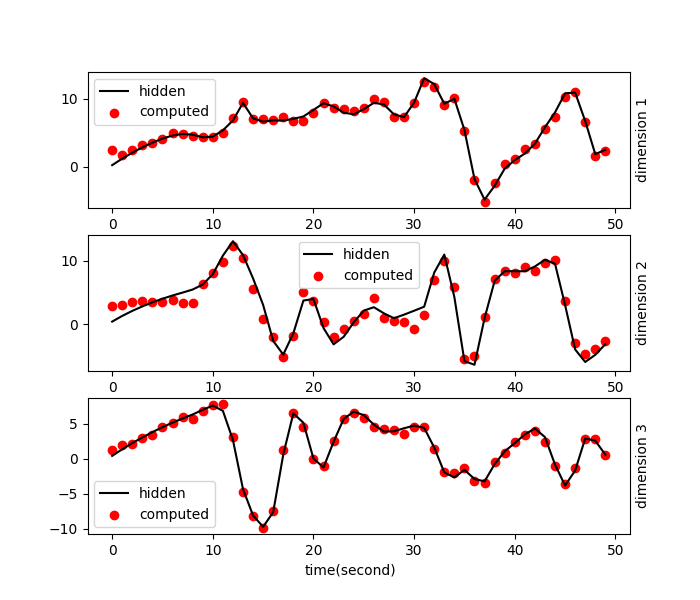 10
0
hidden
computed
dimension 1
0 10 20 30 40 50
10
0
hidden
computed
dimension 2
0 10 20 30 40 50
5
0
−5
−10
hidden
computed
dimension 3
0 10 20 30 40 50
time(second)